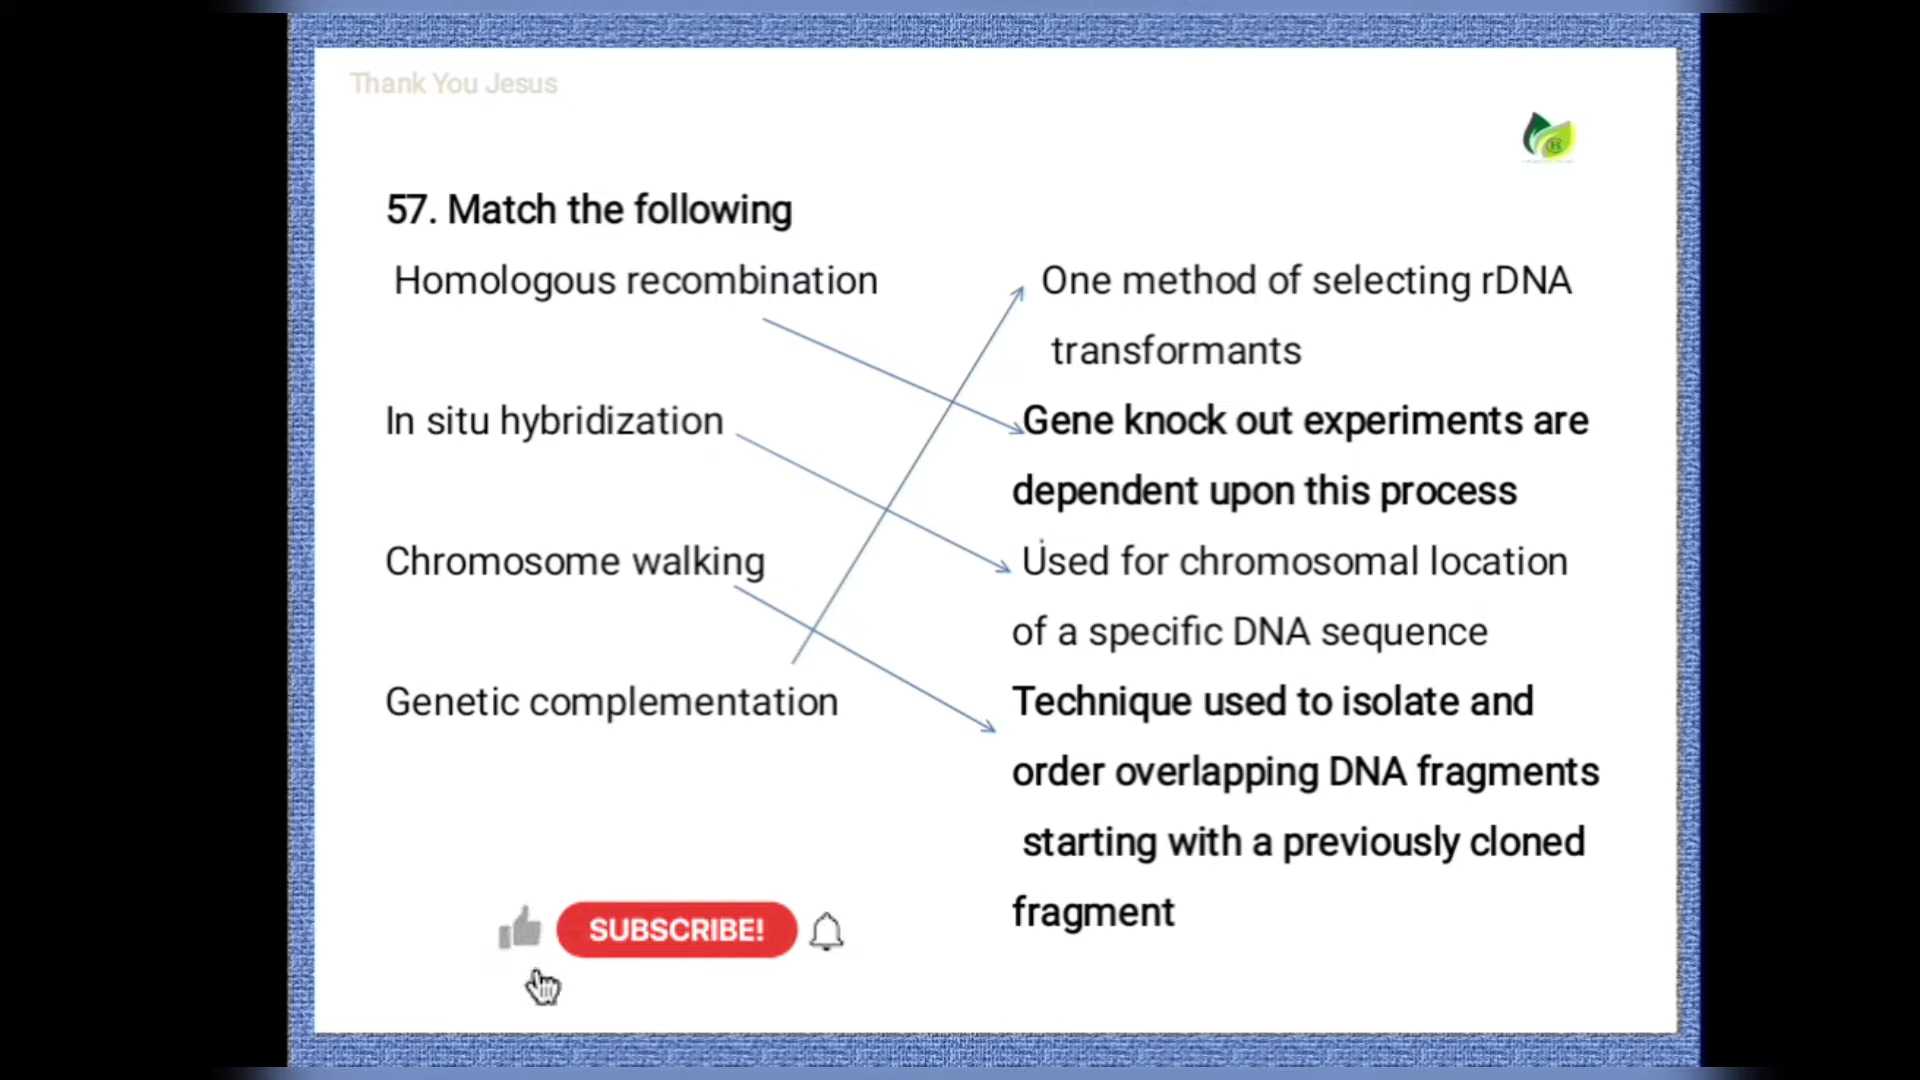 Thank You Jesus
57. Match the following
Homologous recombination
One method of selecting rDNA
transformants
In situ hybridization
Gene knock out experiments are
dependent upon this process
Chromosome walking
Used for chromosomal location
of a specific DNA sequence
Genetic complementation
Technique used to isolate and
order overlapping DNA fragments
starting with a previously cloned
fragment
SUBSCRIBE!